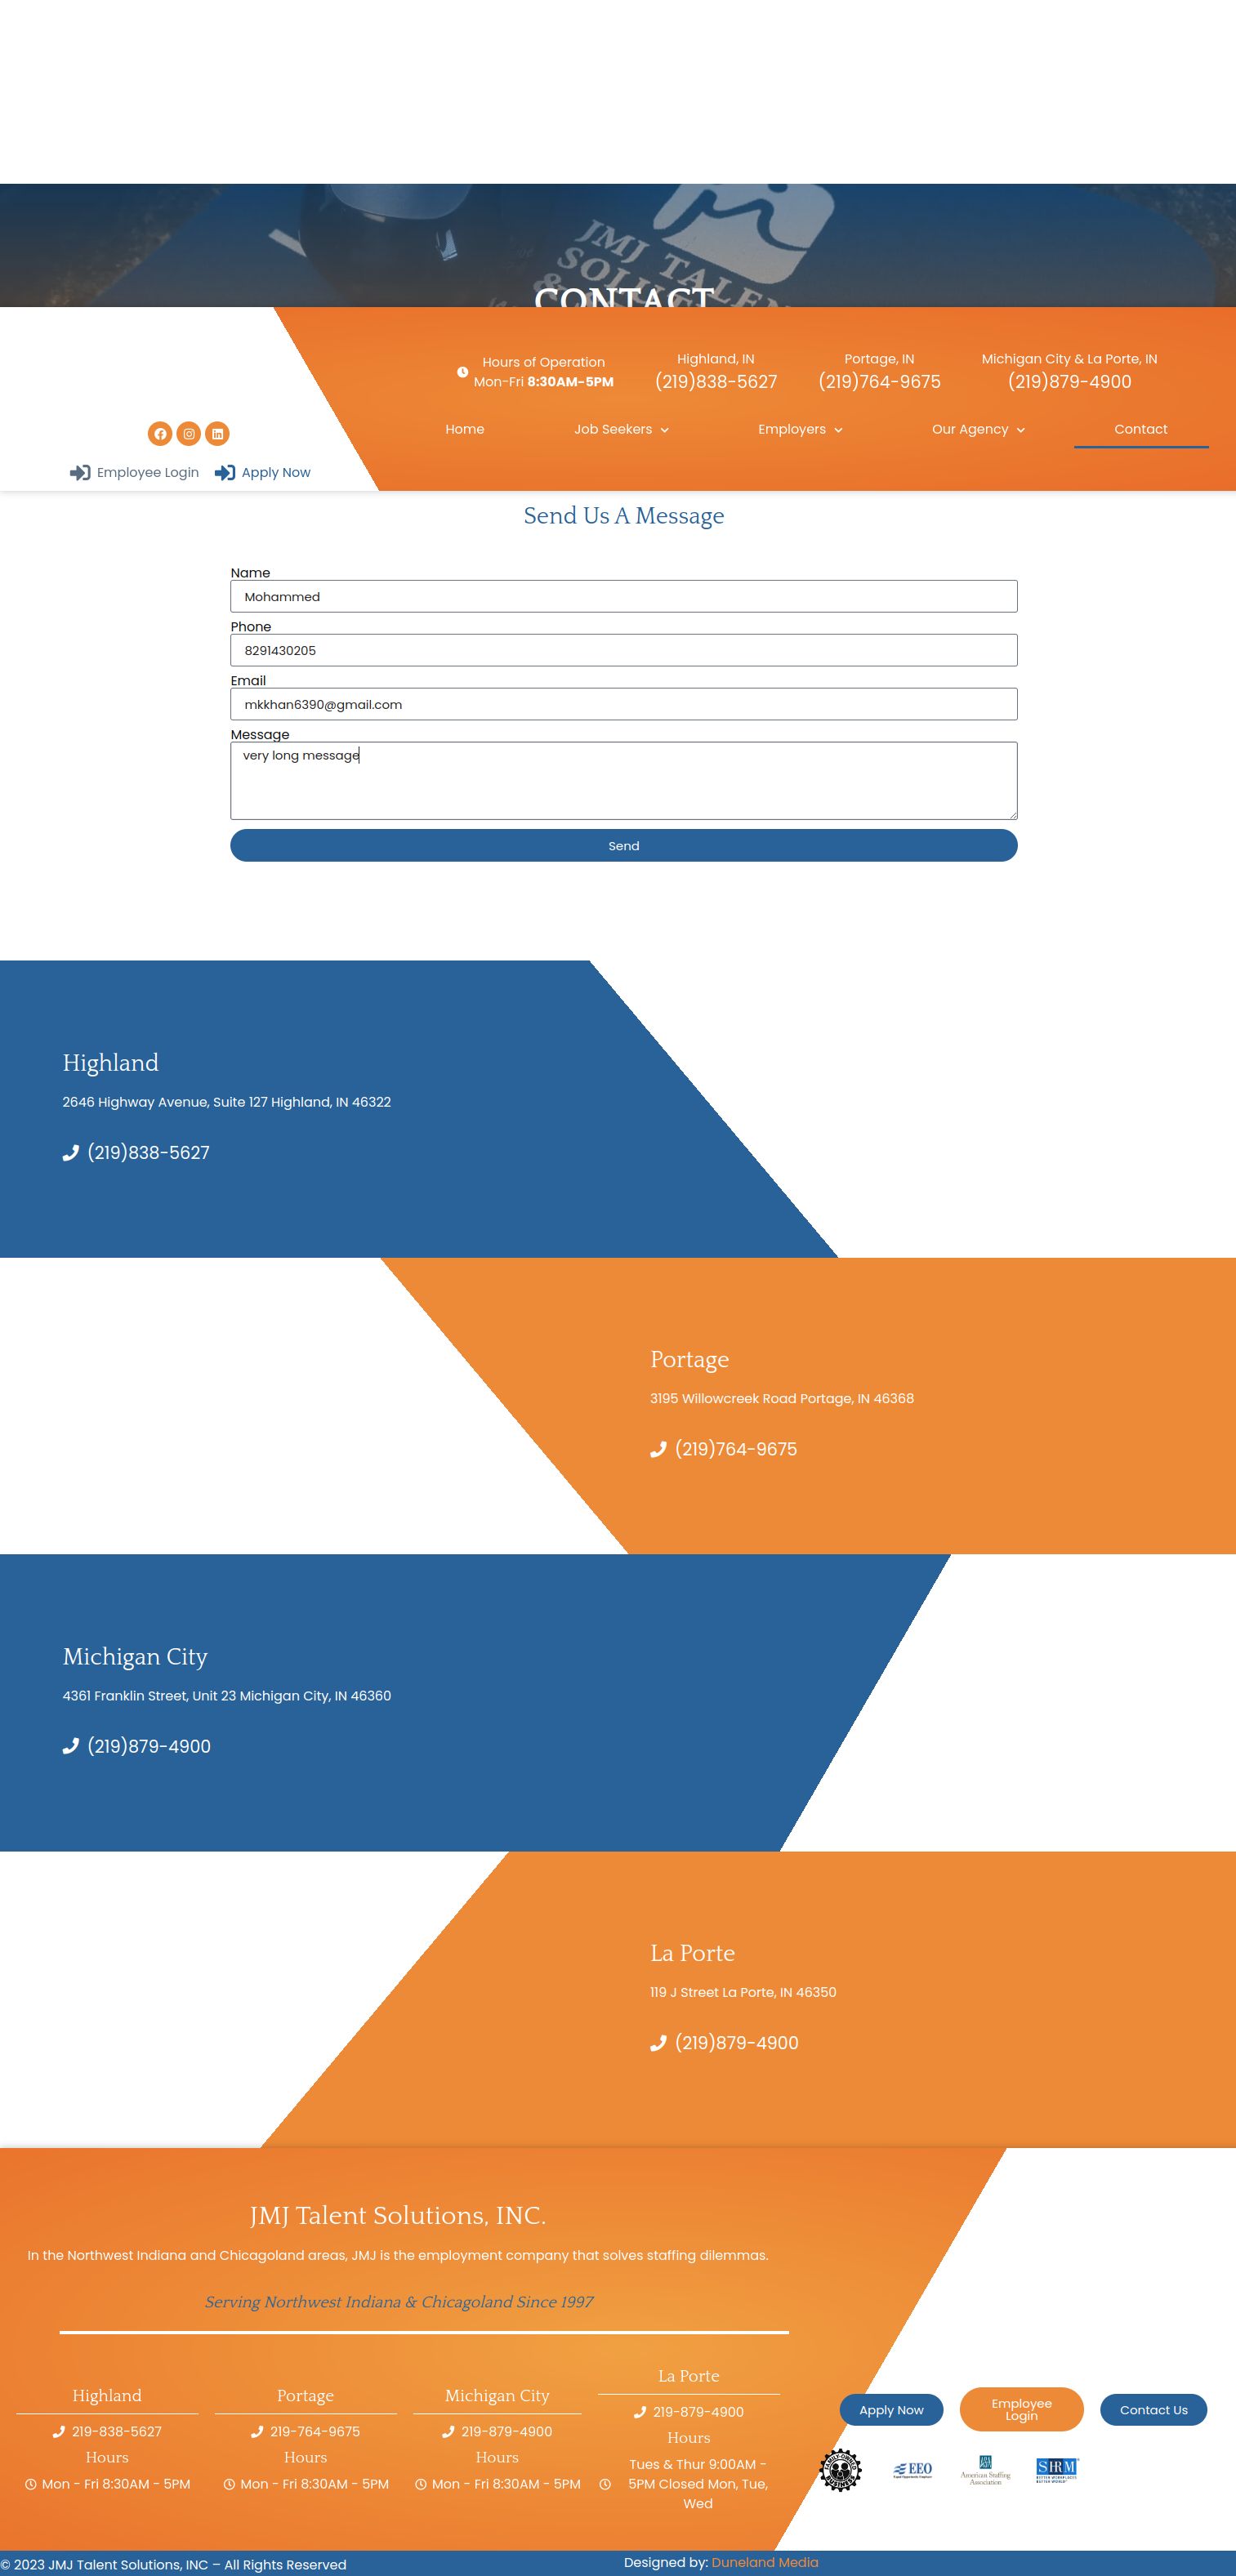 JMJ TALEN
SOL
&
CONTACT
Hours of Operation
Mon-Fri 8:30AM-5PM
Highland, IN
(219)838-5627
Portage, IN
(219)764-9675
Michigan City & La Porte, IN
(219)879-4900
Home
Job Seekers
Employers
Our Agency
Contact
Employee Login
Apply Now
Send Us A Message
Name
Mohammed
Phone
8291430205
Email
mkkhan6390@gmail.com
Message
very long message
Send
Highland
2646 Highway Avenue, Suite 127 Highland, IN 46322
(219)838-5627
Portage
3195 Willowcreek Road Portage, IN 46368
(219)764-9675
Michigan City
4361 Franklin Street, Unit 23 Michigan City, IN 46360
(219)879-4900
La Porte
119 J Street La Porte, IN 46350
(219)879-4900
JMJ Talent Solutions, INC.
In the Northwest Indiana and Chicagoland areas, JMJ is the employment company that solves staffing dilemmas.
Serving Northwest Indiana & Chicagoland Since 1997
Highland
219-838-5627
Hours
Mon - Fri 8:30AM - 5PM
Portage
219-764-9675
Hours
Mon - Fri 8:30AM - 5PM
Michigan City
219-879-4900
Hours
Mon - Fri 8:30AM - 5PM
La Porte
219-879-4900
Hours
Tues & Thur 9:00AM -
5PM Closed Mon, Tue,
Wed
Apply Now
Employee
Login
Contact Us
FAMILY OWNED
BUSINESS
EEO
American Staffing
Association
SHRM
BETTER WORKPLACES
BETTER WORLD
© 2023 JMJ Talent Solutions, INC – All Rights Reserved
Designed by: Duneland Media